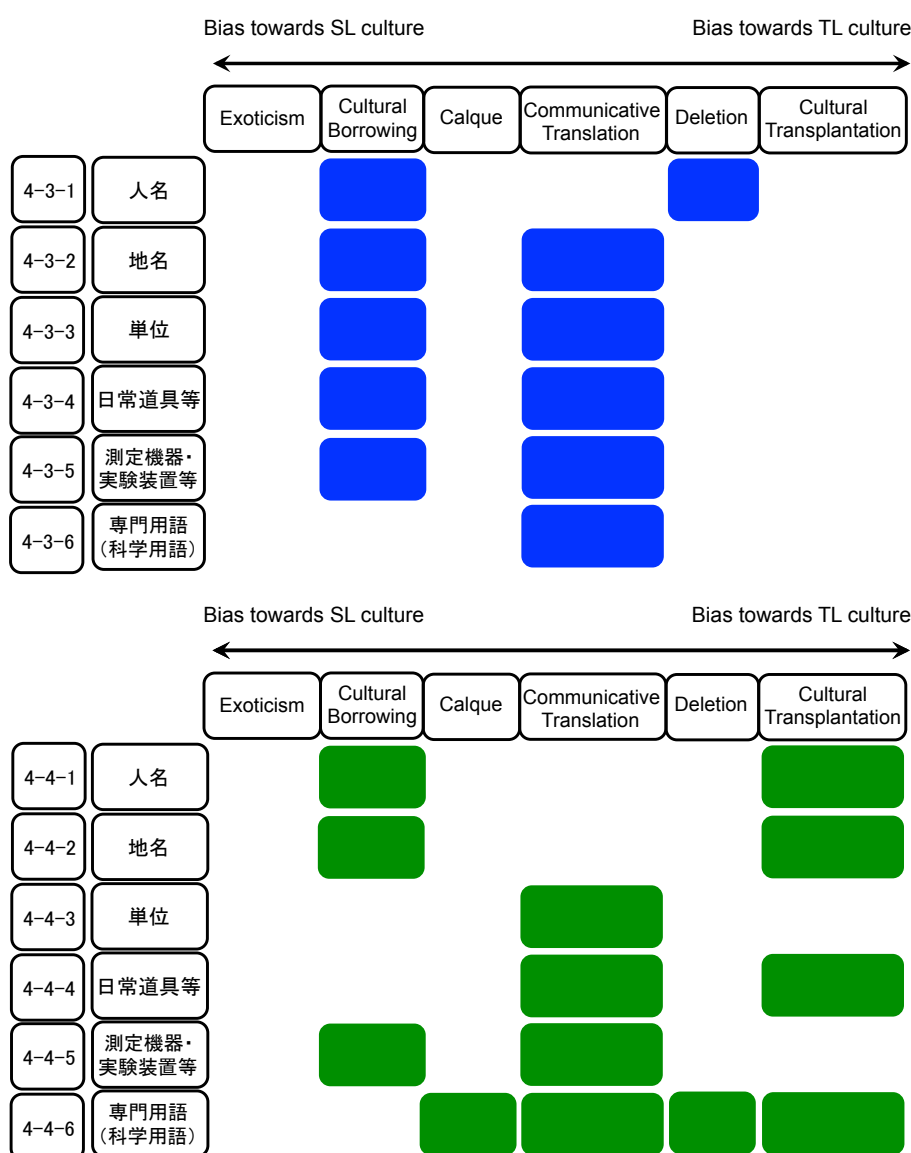 Bias towards SL culture Bias towards TL culture
Exoticism Cultural Borrowing Calque Communicative Translation Deletion Cultural Transplantation
4-3-1 人名
4-3-2 地名
4-3-3 単位
4-3-4 日常道具等
4-3-5 測定機器・
実験装置等
4-3-6 専門用語
(科学用語)
Bias towards SL culture Bias towards TL culture
Exoticism Cultural Borrowing Calque Communicative Translation Deletion Cultural Transplantation
4-4-1 人名
4-4-2 地名
4-4-3 単位
4-4-4 日常道具等
4-4-5 測定機器・
実験装置等
4-4-6 専門用語
(科学用語)